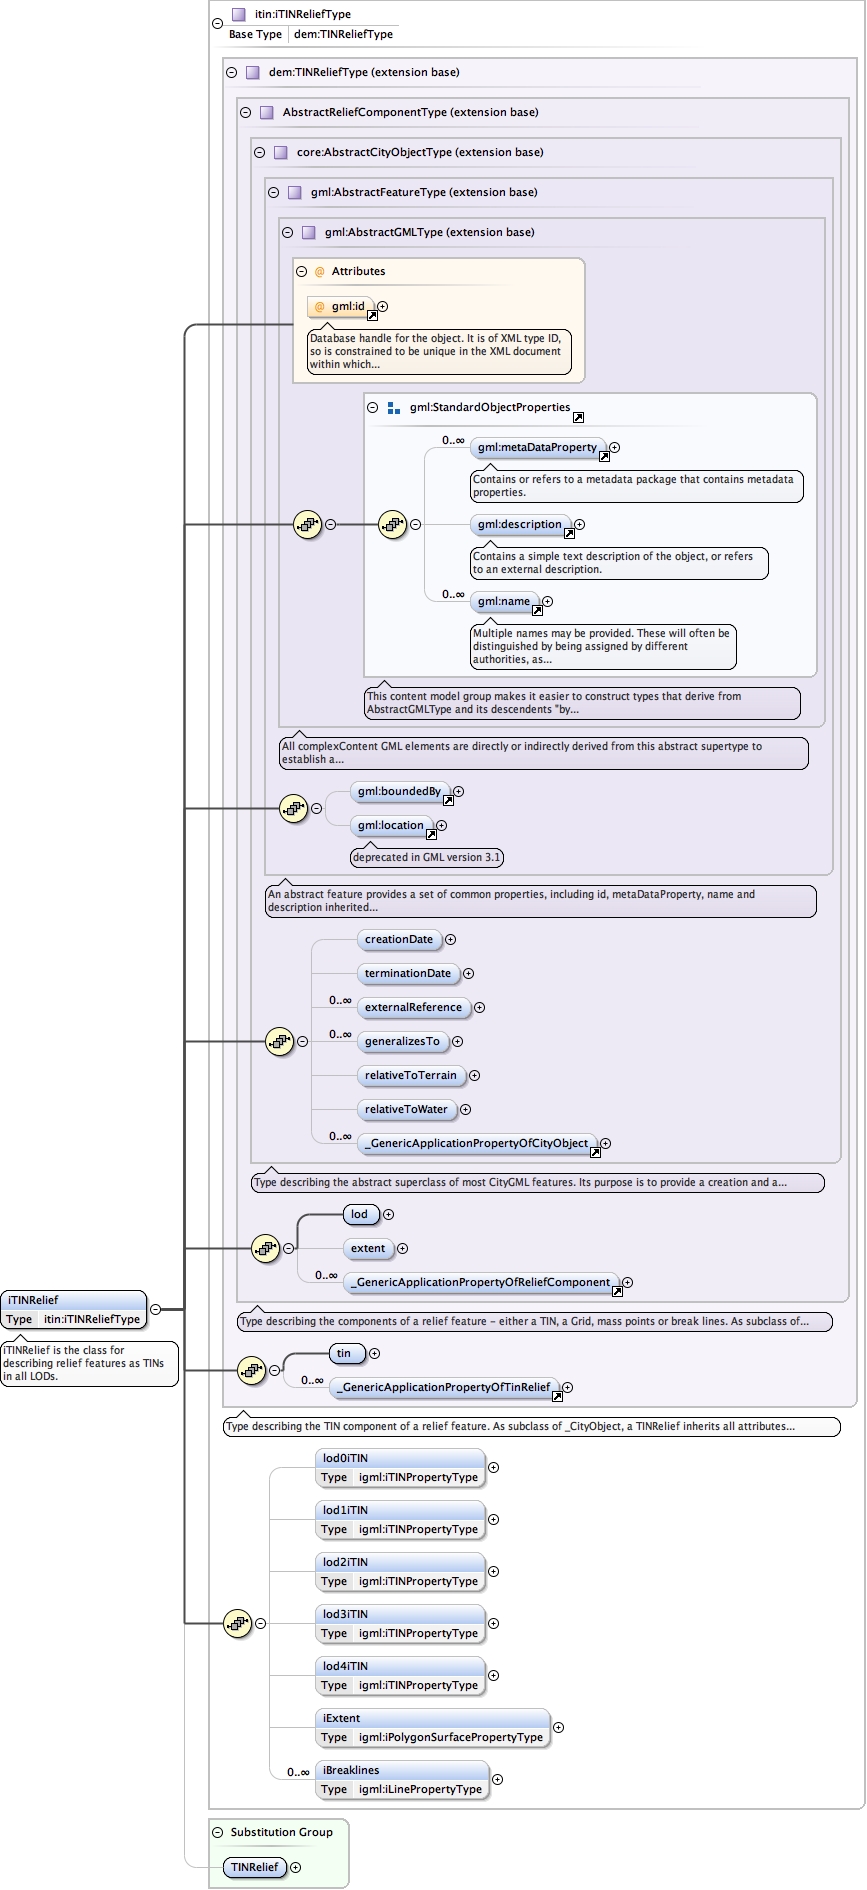 itin:iTINReliefType
Base Type dem:TINReliefType
dem:TINReliefType (extension base)
AbstractReliefComponentType (extension base)
core:AbstractCityObjectType (extension base)
gml:AbstractFeatureType (extension base)
gml:AbstractGMLType (extension base)
@ Attributes
@ gml:id
Database handle for the object. It is of XML type ID,
so is constrained to be unique in the XML document
within which...
gml:StandardObjectProperties
0..∞ gml:metaDataProperty
Contains or refers to a metadata package that contains metadata
properties.
gml:description
Contains a simple text description of the object, or refers
to an external description.
0..∞ gml:name
Multiple names may be provided. These will often be
distinguished by being assigned by different
authorities, as...
This content model group makes it easier to construct types that derive from
AbstractGMLType and its descendents "by...
All complexContent GML elements are directly or indirectly derived from this abstract supertype to
establish a...
gml:boundedBy
gml:location
deprecated in GML version 3.1
An abstract feature provides a set of common properties, including id, metaDataProperty, name and
description inherited...
creationDate
terminationDate
0..∞ externalReference
0..∞ generalizesTo
relativeToTerrain
relativeToWater
0..∞ _GenericApplicationPropertyOfCityObject
Type describing the abstract superclass of most CityGML features. Its purpose is to provide a creation and a...
lod
extent
0..∞ _GenericApplicationPropertyOfReliefComponent
Type describing the components of a relief feature - either a TIN, a Grid, mass points or break lines. As subclass of...
iTINRelief
Type itin:iTINReliefType
iTINRelief is the class for
describing relief features as TINs
in all LODs.
tin
0..∞ _GenericApplicationPropertyOfTinRelief
Type describing the TIN component of a relief feature. As subclass of _CityObject, a TINRelief inherits all attributes...
lod0iTIN
Type igml:iTINPropertyType
lod1iTIN
Type igml:iTINPropertyType
lod2iTIN
Type igml:iTINPropertyType
lod3iTIN
Type igml:iTINPropertyType
lod4iTIN
Type igml:iTINPropertyType
iExtent
Type igml:iPolygonSurfacePropertyType
0..∞ iBreaklines
Type igml:iLinePropertyType
Substitution Group
TINRelief